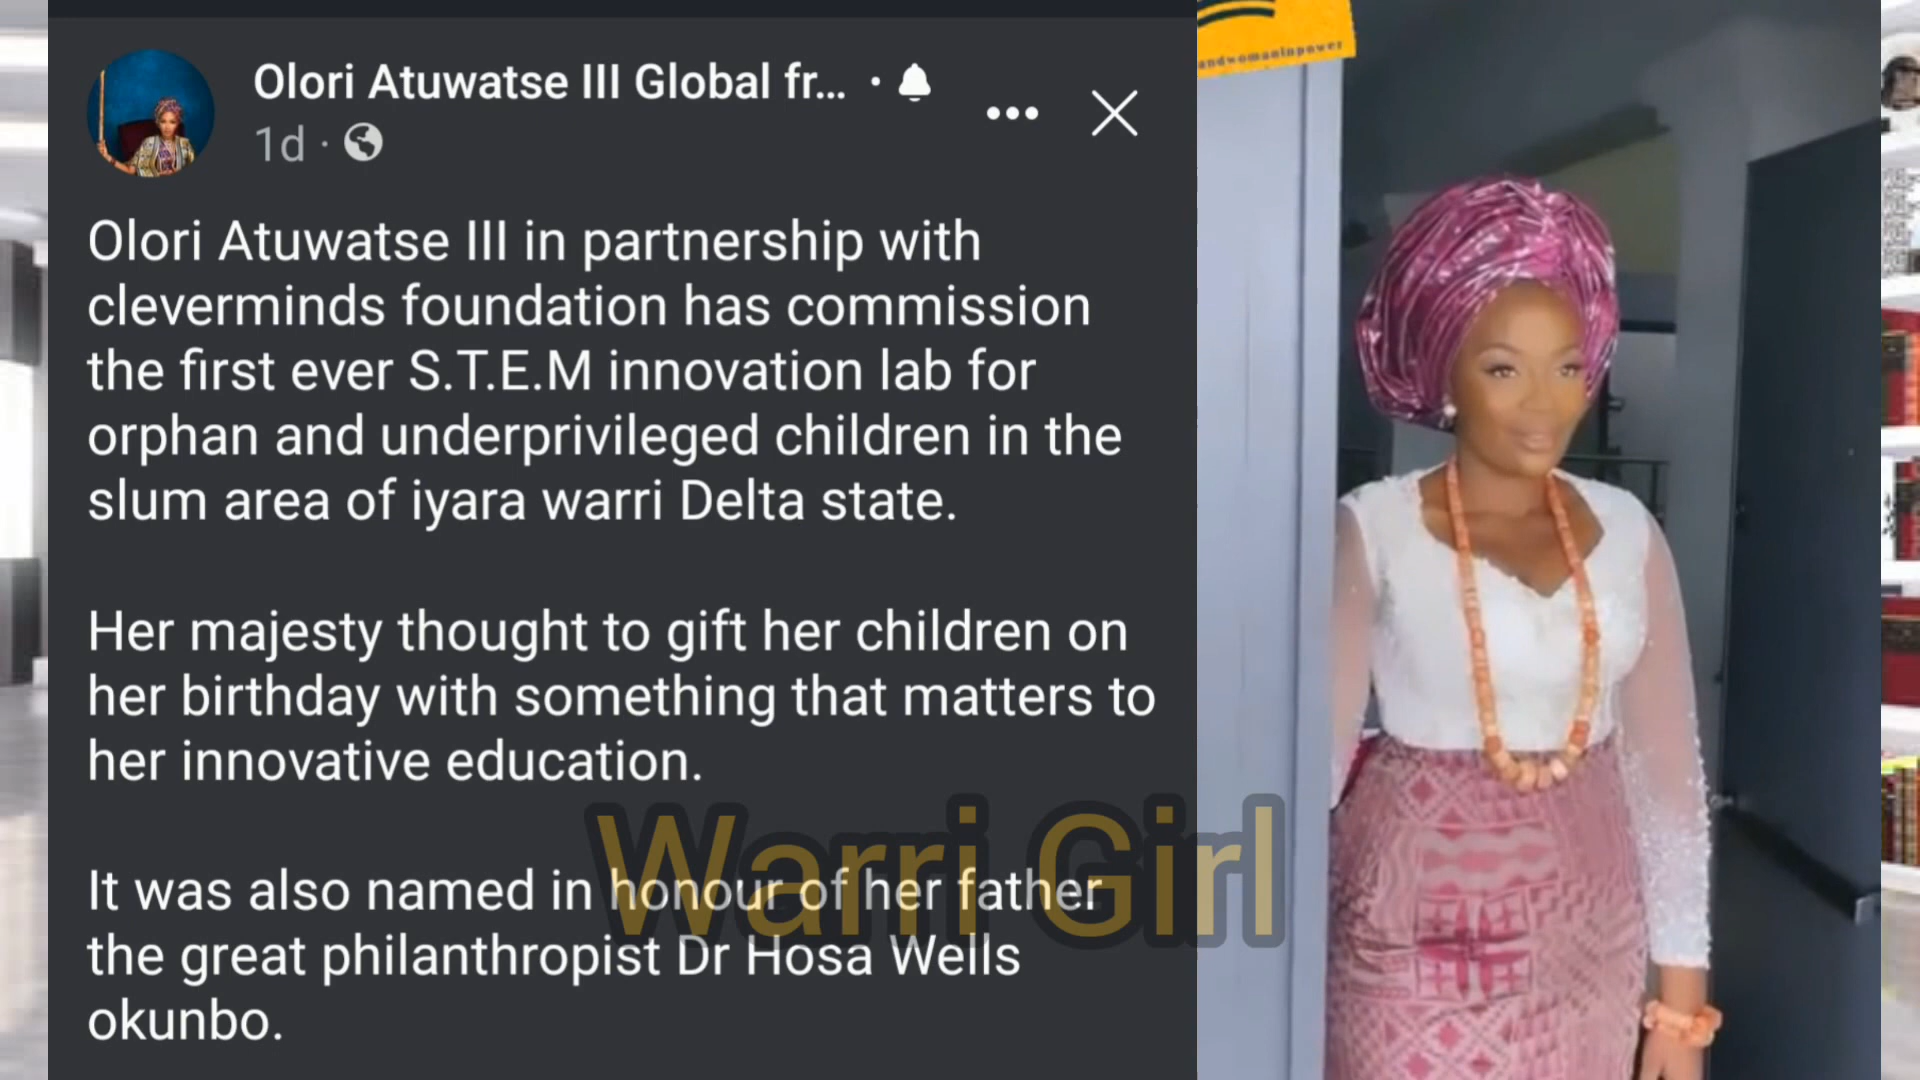 Olori Atuwatse III Global fr...
1d
Olori Atuwatse III in partnership with
cleverminds foundation has commission
the first ever S.T.E.M innovation lab for
orphan and underprivileged children in the
slum area of iyara warri Delta state.
Her majesty thought to gift her children on
her birthday with something that matters to
her innovative education.
It was also named in honour of her father
the great philanthropist Dr Hosa Wells
okunbo.
Warri Girl
andwomaninpower